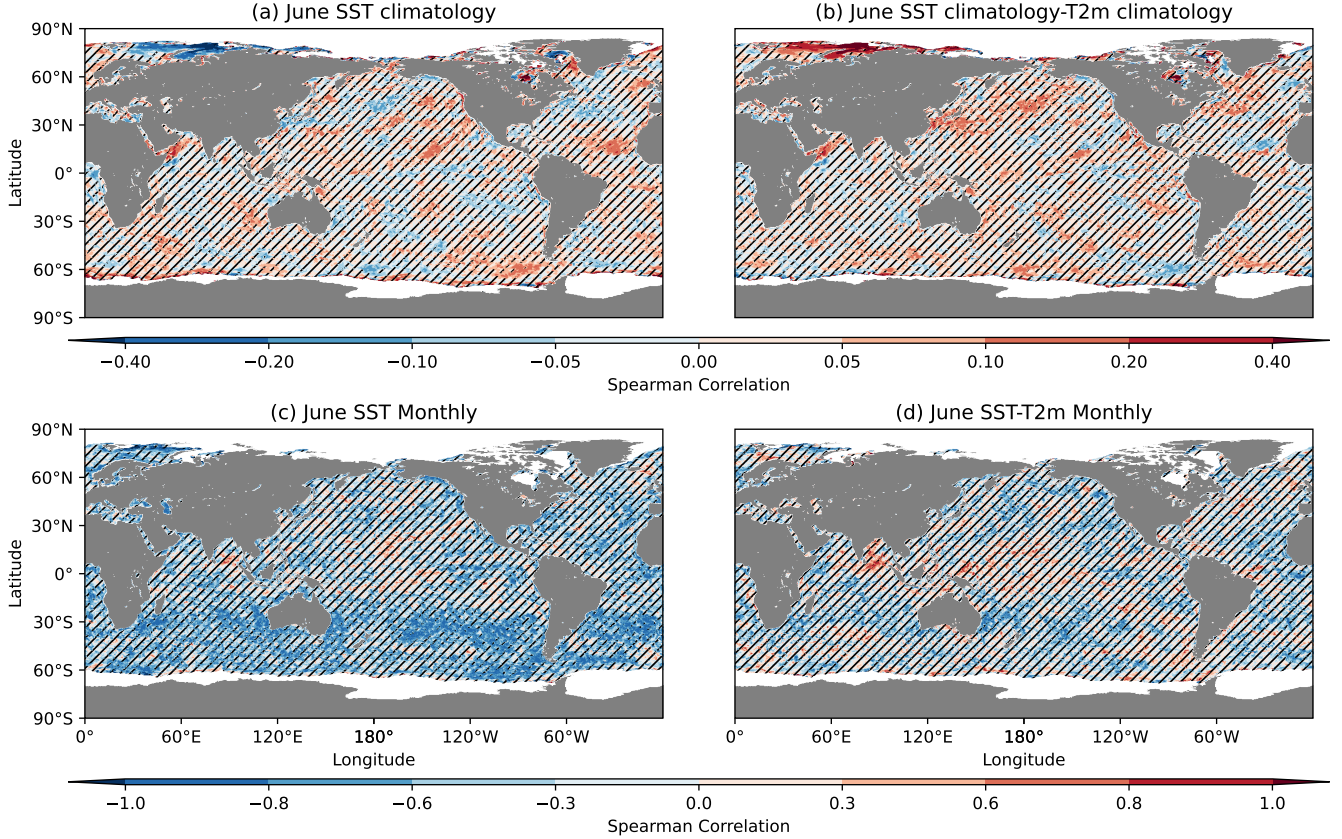 (a) June SST climatology
(b) June SST climatology-T2m climatology
90°N
60°N
30°N
0°
30°S
60°S
90°S
Latitude
−0.40
−0.20
−0.10
−0.05
0.00
0.05
0.10
0.20
0.40
Spearman Correlation
(c) June SST Monthly
(d) June SST-T2m Monthly
90°N
60°N
30°N
0°
30°S
60°S
90°S
Latitude
0°
60°E
120°E
180°
120°W
60°W
0°
60°E
120°E
180°
120°W
60°W
Longitude
Longitude
−1.0
−0.8
−0.6
−0.3
0.0
0.3
0.6
0.8
1.0
Spearman Correlation